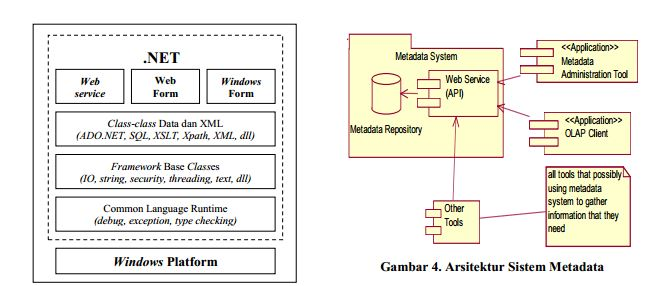 .NET
Web
service
Web
Form
Windows
Form
Class-class Data dan XML
(ADO.NET, SQL, XSLT, Xpath, XML, dll)
Framework Base Classes
(IO, string, security, threading, text, dll)
Common Language Runtime
(debug, exception, type checking)
Windows Platform
Metadata System
Web Service
(API)
Metadata Repository
<<Application>>
Metadata
Administration Tool
<<Application>>
OLAP Client
Other
Tools
all tools that possibly
using metadata
system to gather
information that they
need
Gambar 4. Arsitektur Sistem Metadata